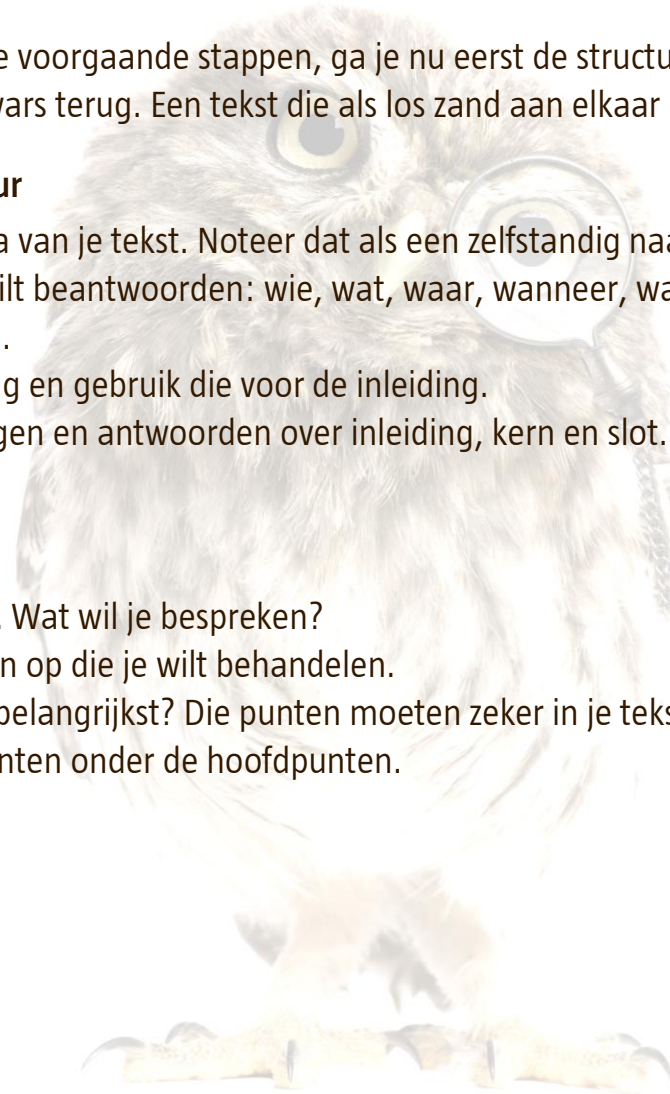 e voorgaande stappen, ga je nu eerst de structu
vars terug. Een tekst die als los zand aan elkaar
ur
a van je tekst. Noteer dat als een zelfstandig naa
ilt beantwoorden: wie, wat, waar, wanneer, wa
.
g en gebruik die voor de inleiding.
gen en antwoorden over inleiding, kern en slot.
. Wat wil je bespreken?
n op die je wilt behandelen.
belangrijkst? Die punten moeten zeker in je teks
nten onder de hoofdpunten.